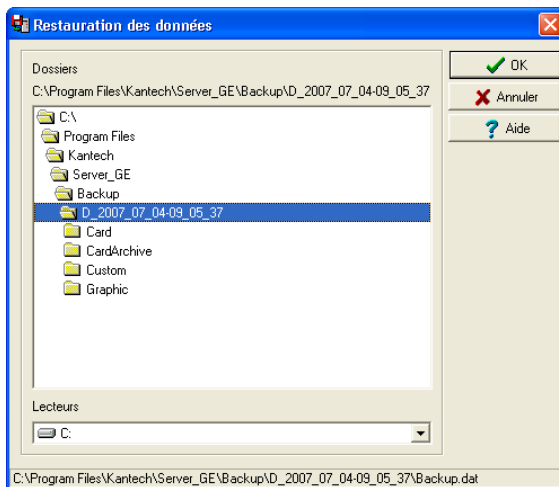 Restauration des données
Dossiers
C:\Program Files\Kantech\Server_GE\Backup\D_2007_07_04-09_05_37
C:\
Program Files
Kantech
Server_GE
Backup
D_2007_07_04-09_05_37
Card
CardArchive
Custom
Graphic
Lecteurs
C:
OK
Annuler
Aide
C:\Program Files\Kantech\Server_GE\Backup\D_2007_07_04-09_05_37\Backup.dat